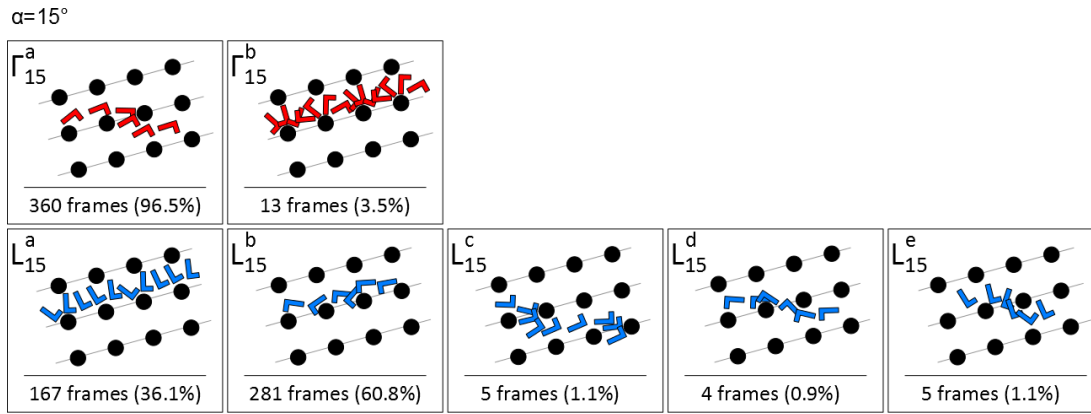 α=15°
Γ₁₅ᵃ
Γ₁₅ᵇ
360 frames (96.5%)
13 frames (3.5%)
L₁₅ᵃ
L₁₅ᵇ
L₁₅ᶜ
L₁₅ᵈ
L₁₅ᵉ
167 frames (36.1%)
281 frames (60.8%)
5 frames (1.1%)
4 frames (0.9%)
5 frames (1.1%)